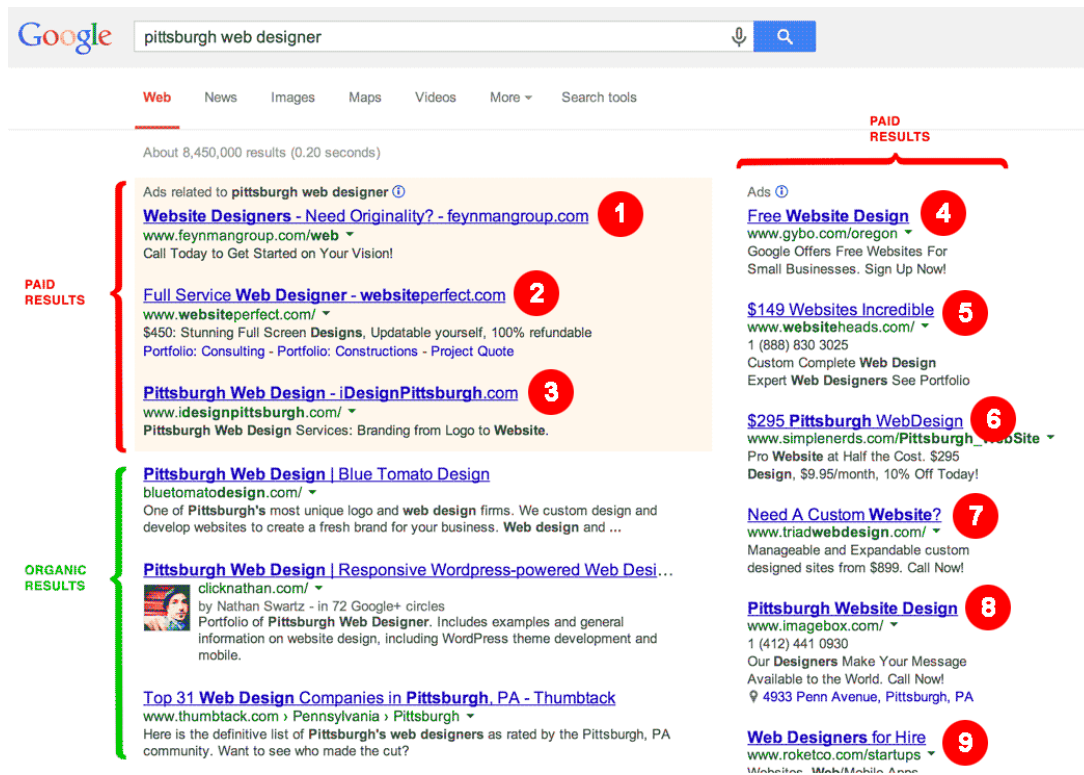 Google
pittsburgh web designer
Web News Images Maps Videos More Search tools
PAID
RESULTS
About 8,450,000 results (0.20 seconds)
PAID
RESULTS
Ads related to pittsburgh web designer
Website Designers - Need Originality? - feynmangroup.com
1
www.feynmangroup.com/web
Call Today to Get Started on Your Vision!
Full Service Web Designer - websiteperfect.com
2
www.websiteperfect.com/
$450: Stunning Full Screen Designs, Updatable yourself, 100% refundable
Portfolio: Consulting - Portfolio: Constructions - Project Quote
Pittsburgh Web Design - iDesignPittsburgh.com
3
www.idesignpittsburgh.com/
Pittsburgh Web Design Services: Branding from Logo to Website.
ORGANIC
RESULTS
Pittsburgh Web Design | Blue Tomato Design
bluetomatodesign.com/
One of Pittsburgh's most unique logo and web design firms. We custom design and
develop websites to create a fresh brand for your business. Web design and ...
Pittsburgh Web Design | Responsive Wordpress-powered Web Desi...
clicknathan.com/
by Nathan Swartz - in 72 Google+ circles
Portfolio of Pittsburgh Web Designer. Includes examples and general
information on website design, including WordPress theme development and
mobile.
Top 31 Web Design Companies in Pittsburgh, PA - Thumbtack
www.thumbtack.com › Pennsylvania › Pittsburgh
Here is the definitive list of Pittsburgh's web designers as rated by the Pittsburgh, PA
community. Want to see who made the cut?
Ads
Free Website Design
4
www.gybo.com/oregon
Google Offers Free Websites For
Small Businesses. Sign Up Now!
$149 Websites Incredible
5
www.websiteheads.com/
1 (888) 830 3025
Custom Complete Web Design
Expert Web Designers See Portfolio
$295 Pittsburgh WebDesign
6
www.simplenerds.com/Pittsburgh_WebSite
Pro Website at Half the Cost. $295
Design, $9.95/month, 10% Off Today!
Need A Custom Website?
7
www.triadwebdesign.com/
Manageable and Expandable custom
designed sites from $899. Call Now!
Pittsburgh Website Design
8
www.imagebox.com/
1 (412) 441 0930
Our Designers Make Your Message
Available to the World. Call Now!
4933 Penn Avenue, Pittsburgh, PA
Web Designers for Hire
9
www.roketco.com/startups
Websites, Web/Mobile Apps